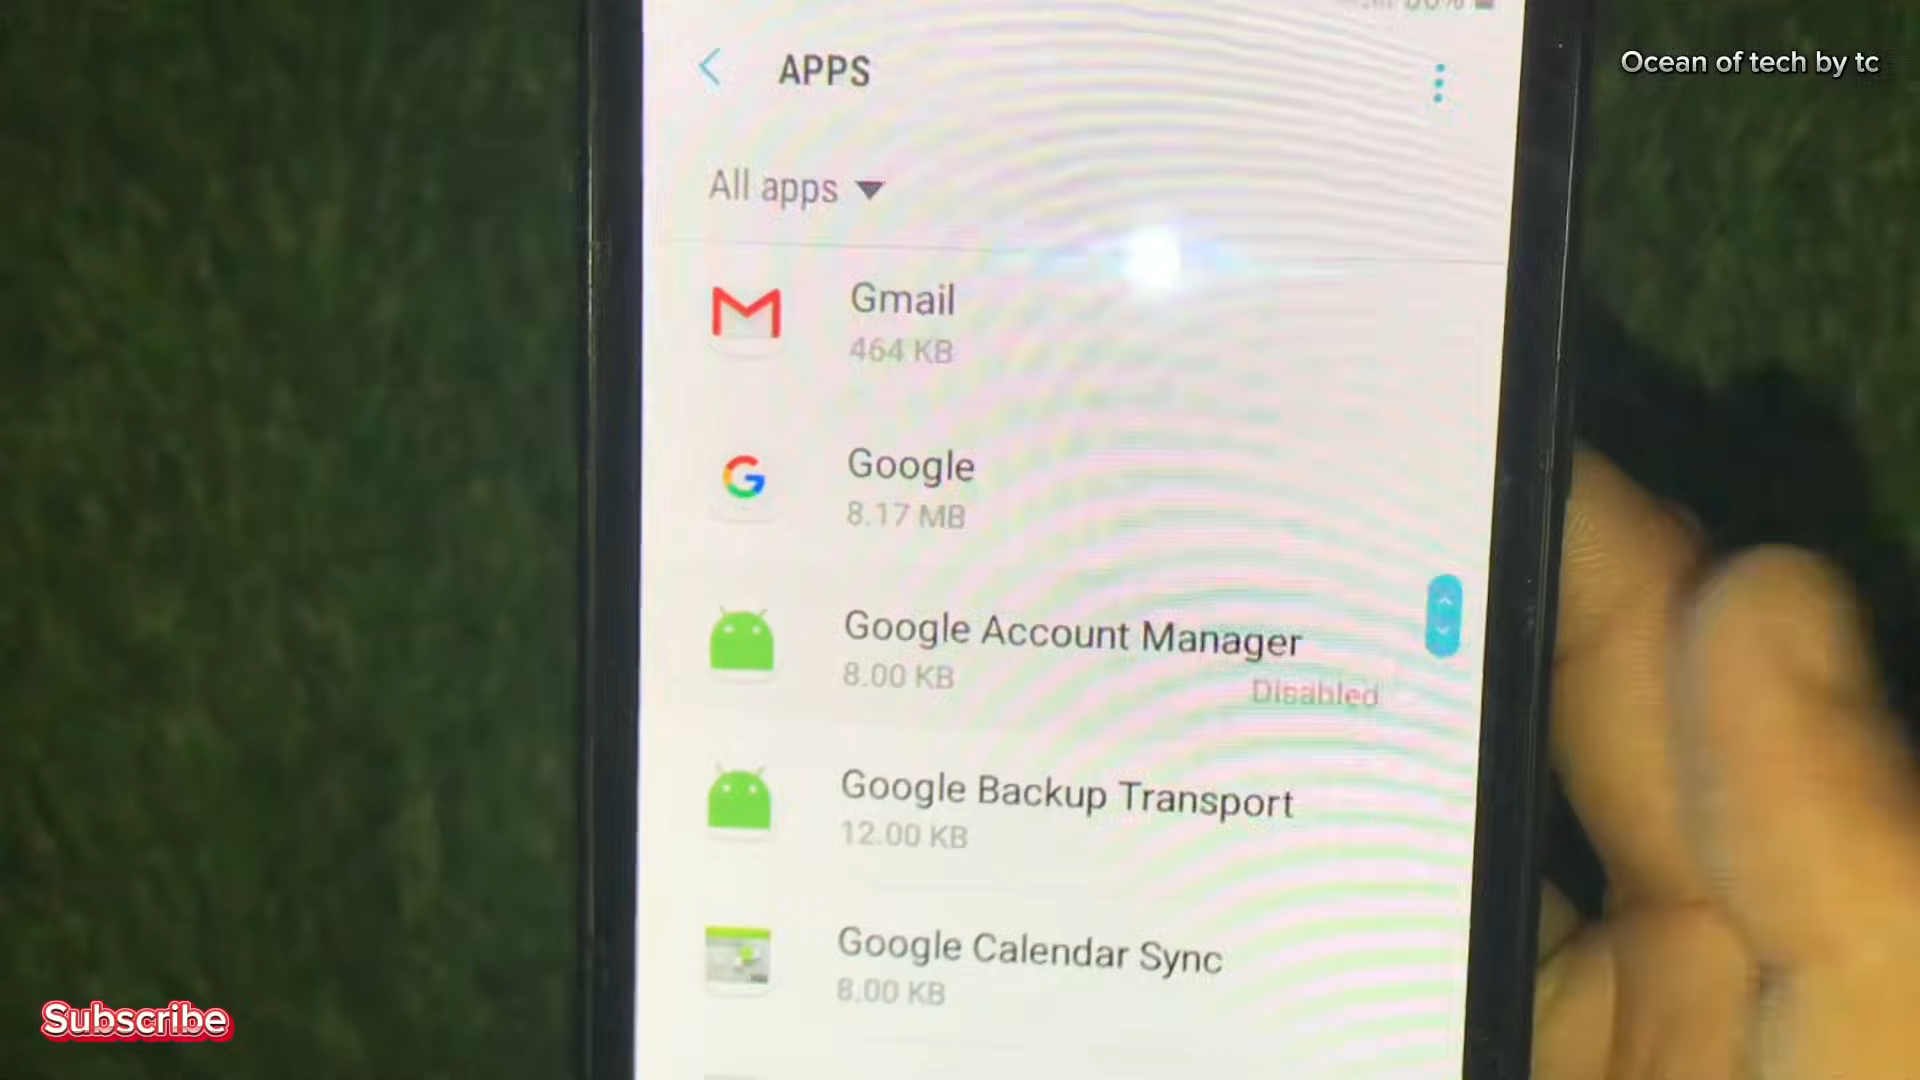 Ocean of tech by tc
APPS
All apps
Gmail
464 KB
Google
8.17 MB
Google Account Manager
8.00 KB
Disabled
Google Backup Transport
12.00 KB
Google Calendar Sync
8.00 KB
Subscribe